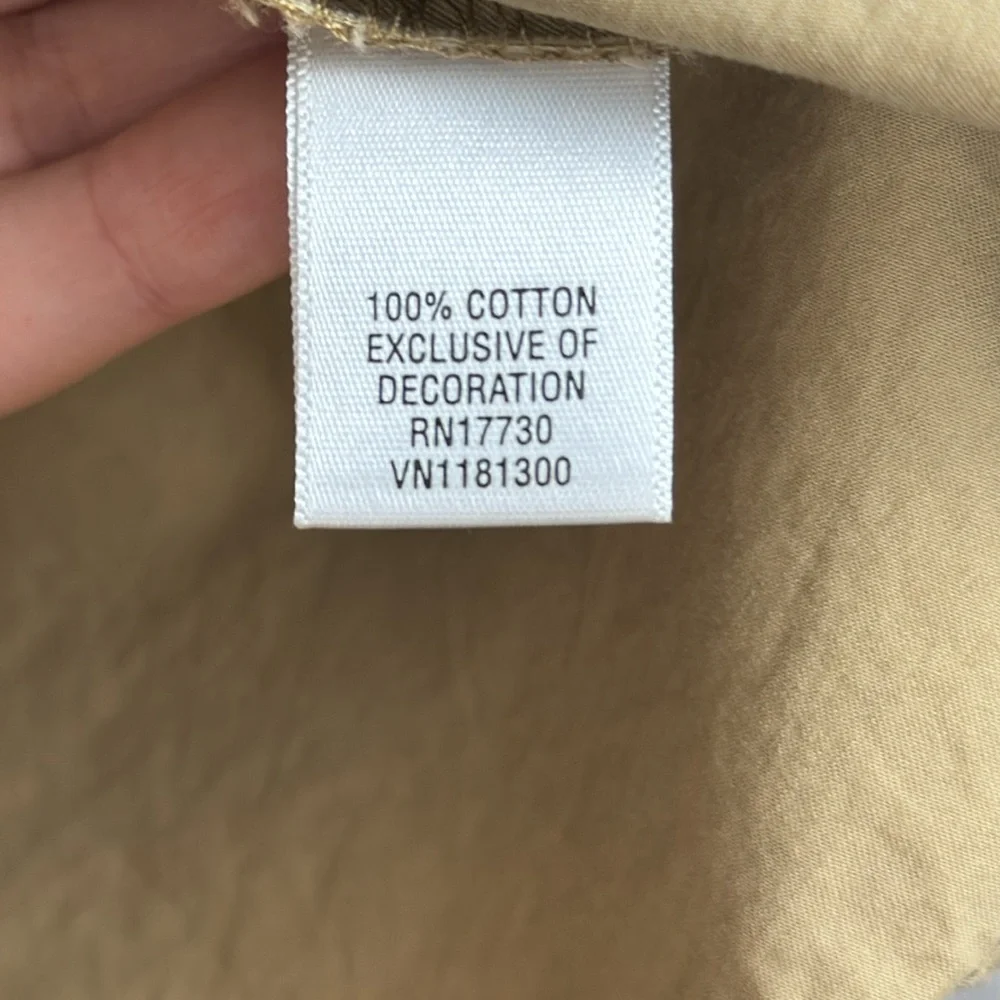 100% COTTON
EXCLUSIVE OF
DECORATION
RN17730
VN1181300